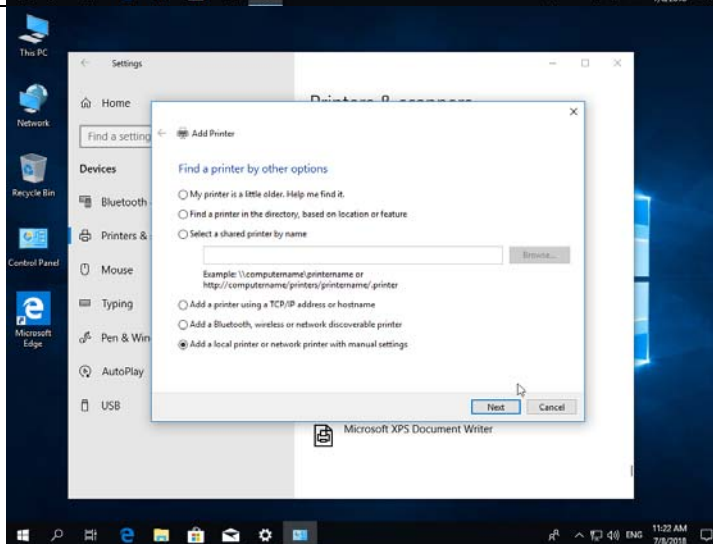 This PC
Settings
Home
Printers & scanners
Network
Add Printer
Find a setting
Devices
Find a printer by other options
My printer is a little older. Help me find it.
Recycle Bin
Bluetooth
Find a printer in the directory, based on location or feature
Printers &
Select a shared printer by name
Browse...
Control Panel
Mouse
Example: \\computername\printername or
http://computername/printers/printername/.printer
Typing
Add a printer using a TCP/IP address or hostname
Microsoft
Edge
Pen & Win
Add a Bluetooth, wireless or network discoverable printer
Add a local printer or network printer with manual settings
AutoPlay
USB
Next
Cancel
Microsoft XPS Document Writer
ENG
11:22 AM
7/8/2018